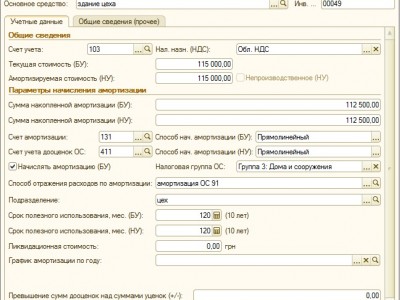 Основное средство: здание цеха ... Инв. ... 00049
Учетные данные Общие сведения (прочее)
Общие сведения
Счет учета: 103 ... Нал. назн. (НДС): Обл. НДС ... ×
Текущая стоимость (БУ): 115 000.00
Амортизируемая стоимость (НУ): 115 000.00 Непроизводственное (НУ)
Параметры начисления амортизации
Сумма накопленной амортизации (БУ): 112 500.00
Сумма накопленной амортизации (НУ): 112 500.00
Счет амортизации: 131 ... Способ нач. амортизации (БУ): Прямолинейный ...
Счет учета дооценок ОС: 411 ... Способ нач. амортизации (НУ): Прямолинейный ...
Начислять амортизацию (БУ) Налоговая группа ОС: Группа 3: Дома и сооружения ... ×
Способ отражения расходов по амортизации: амортизация ОС 91 ...
Подразделение: цех ... ×
Срок полезного использования, мес. (БУ): 120 (10 лет)
Срок полезного использования, мес. (НУ): 120 (10 лет)
Ликвидационная стоимость: 0,00 грн
График амортизации по году: ... ×
Превышение сумм дооценок над суммами уценок (+/-): 0,00